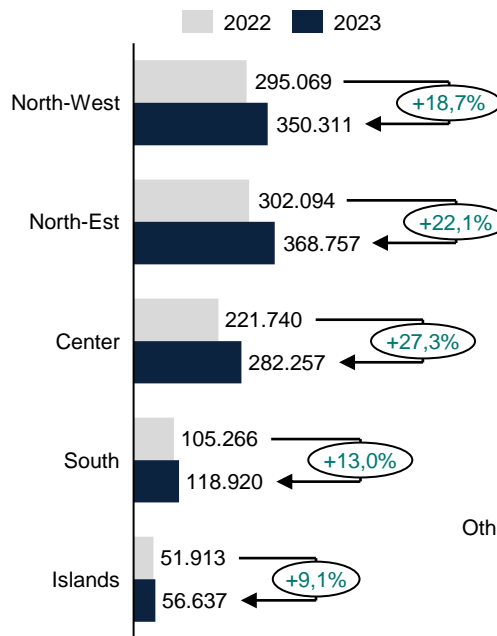 2022 2023
North-West
295.069
350.311
+18,7%
North-Est
302.094
368.757
+22,1%
Center
221.740
282.257
+27,3%
South
105.266
118.920
+13,0%
Islands
51.913
56.637
+9,1%
Oth